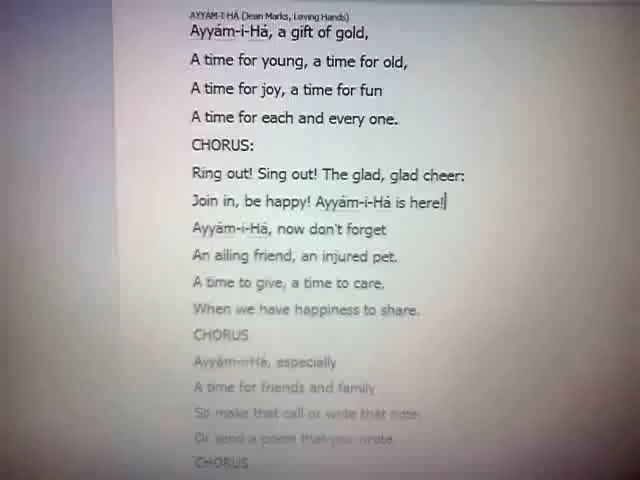 AYYÁM-I-HÁ (Dean Marks, Loving Hands)
Ayyám-i-Há, a gift of gold,
A time for young, a time for old,
A time for joy, a time for fun
A time for each and every one.
CHORUS:
Ring out! Sing out! The glad, glad cheer:
Join in, be happy! Ayyám-i-Há is here!
Ayyám-i-Há, now don't forget
An ailing friend, an injured pet.
A time to give, a time to care,
When we have happiness to share.
CHORUS
Ayyám-i-Há, especially
A time for friends and family
So make that call or write that note
Or send a poem that you wrote.
CHORUS